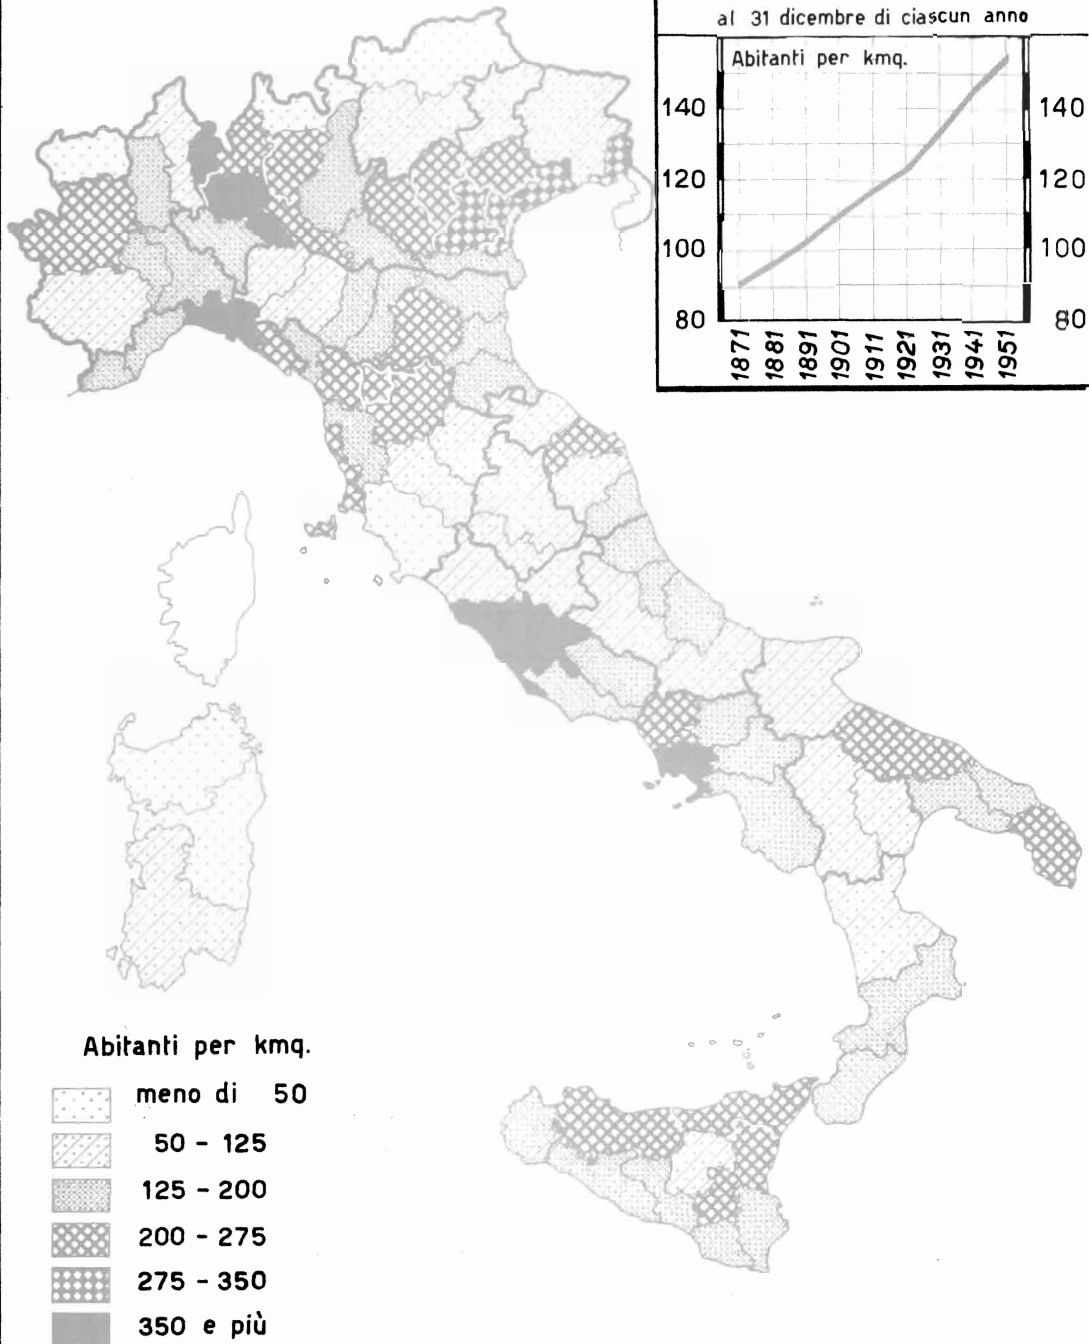 al 31 dicembre di ciascun anno
Abitanti per kmq.
140
140
120
120
100
100
80
80
1871
1881
1891
1901
1911
1921
1931
1941
1951
Abitanti per kmq.
meno di 50
50 - 125
125 - 200
200 - 275
275 - 350
350 e più